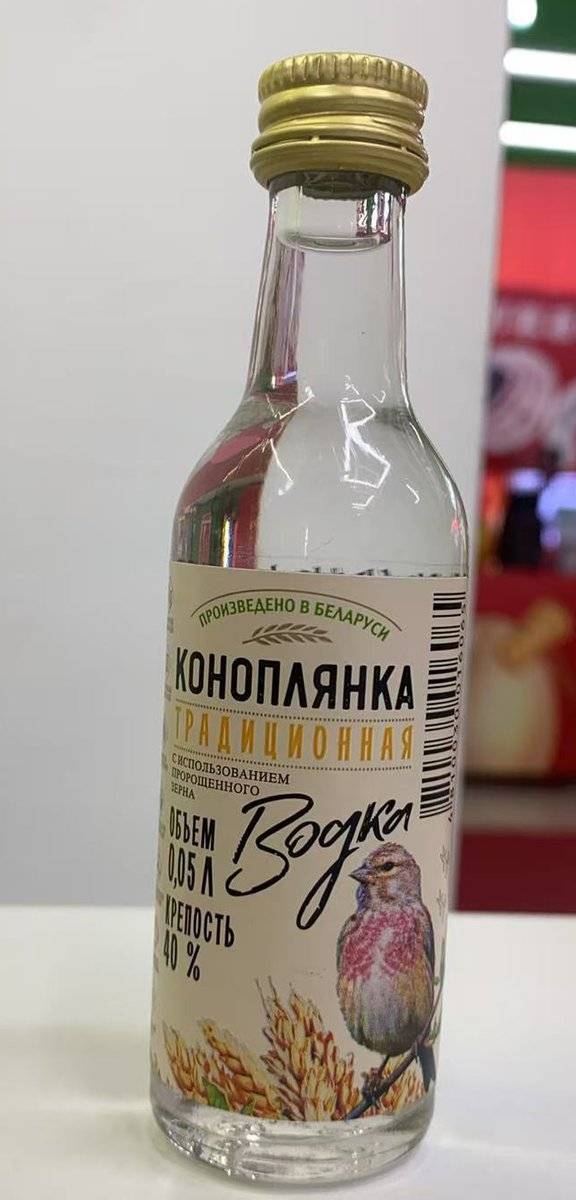 ПРОИЗВЕДЕНО В БЕЛАРУСИ
КОНОПЛЯНКА
ТРАДИЦИОННАЯ
С ИСПОЛЬЗОВАНИЕМ
ПРОРОЩЕННОГО
ЗЕРНА
Водка
ОБЪЕМ
0,05 Л
КРЕПОСТЬ
40 %